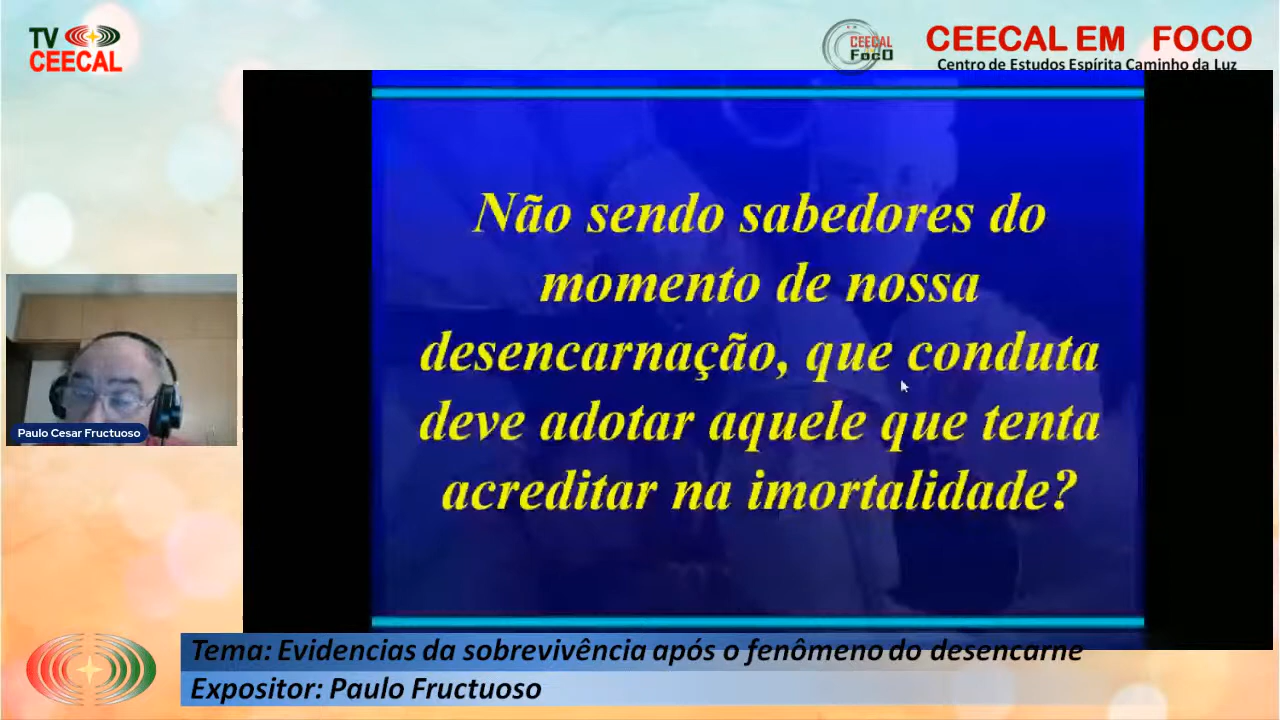 TV
CEECAL
CEECAL
FocO
CEECAL EM FOCO
Centro de Estudos Espírita Caminho da Luz
Não sendo sabedores do
momento de nossa
desencarnação, que conduta
deve adotar aquele que tenta
acreditar na imortalidade?
Paulo Cesar Fructuoso
Tema: Evidencias da sobrevivência após o fenômeno do desencarne
Expositor: Paulo Fructuoso